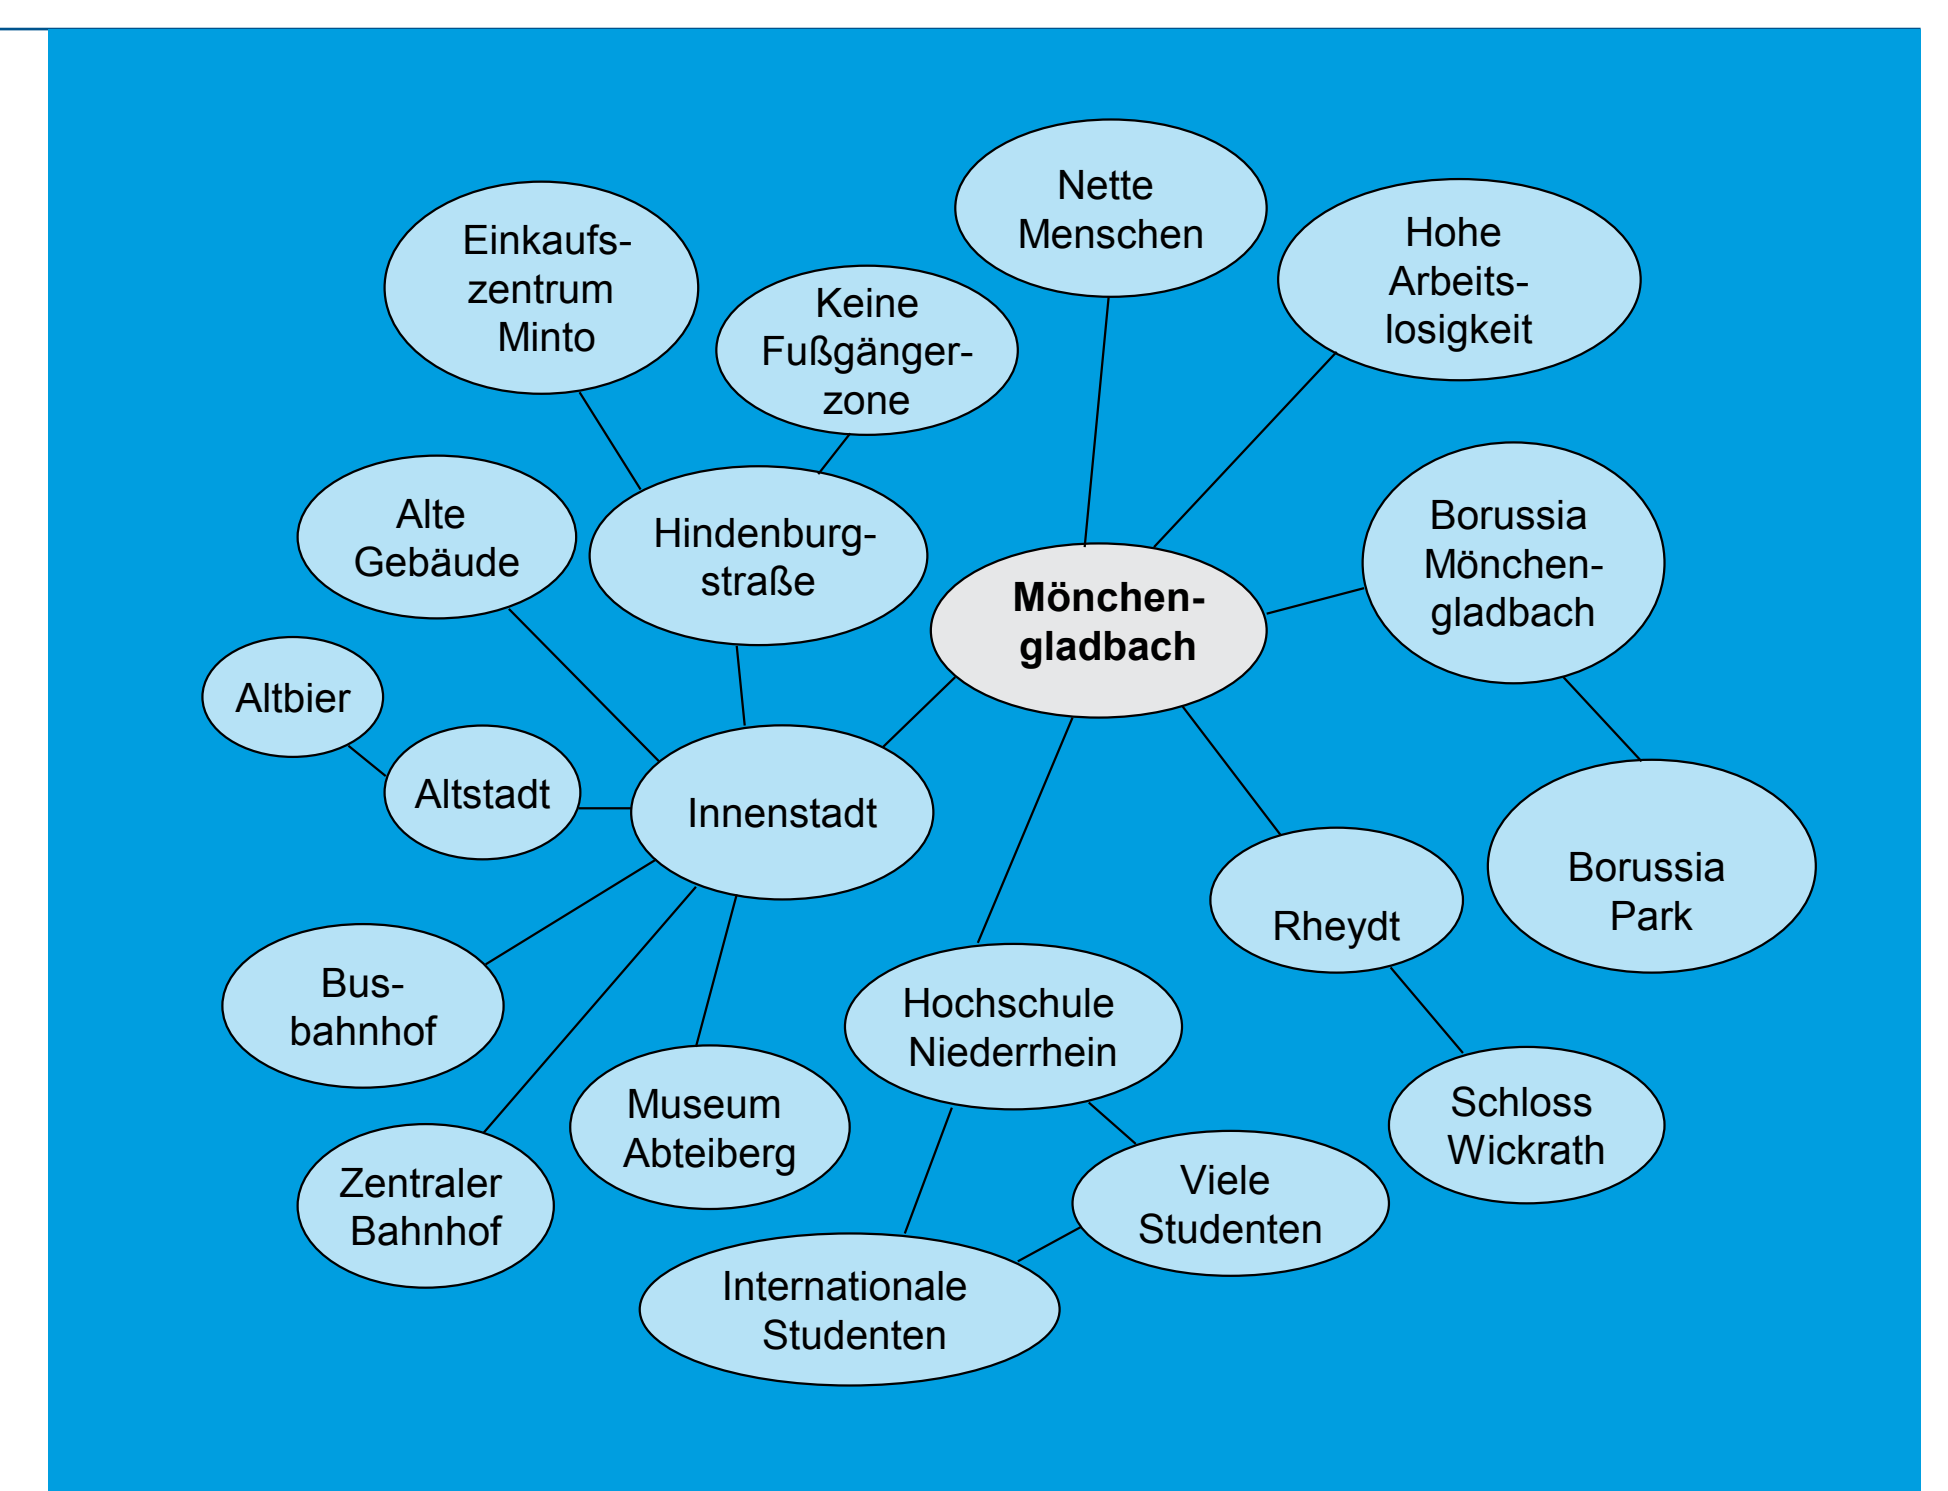 Nette
Menschen
Hohe
Arbeits-
losigkeit
Einkaufs-
zentrum
Minto
Keine
Fußgänger-
zone
Alte
Gebäude
Hindenburg-
straße
Borussia
Mönchen-
gladbach
Mönchen-
gladbach
Altbier
Altstadt
Innenstadt
Borussia
Park
Rheydt
Bus-
bahnhof
Hochschule
Niederrhein
Museum
Abteiberg
Schloss
Wickrath
Zentraler
Bahnhof
Viele
Studenten
Internationale
Studenten